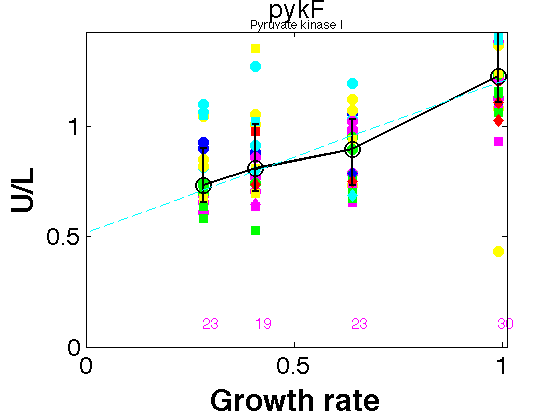 pykF
Pyruvate kinase I
U/L
1
0.5
0
23 19 23 30
0 0.5 1
Growth rate